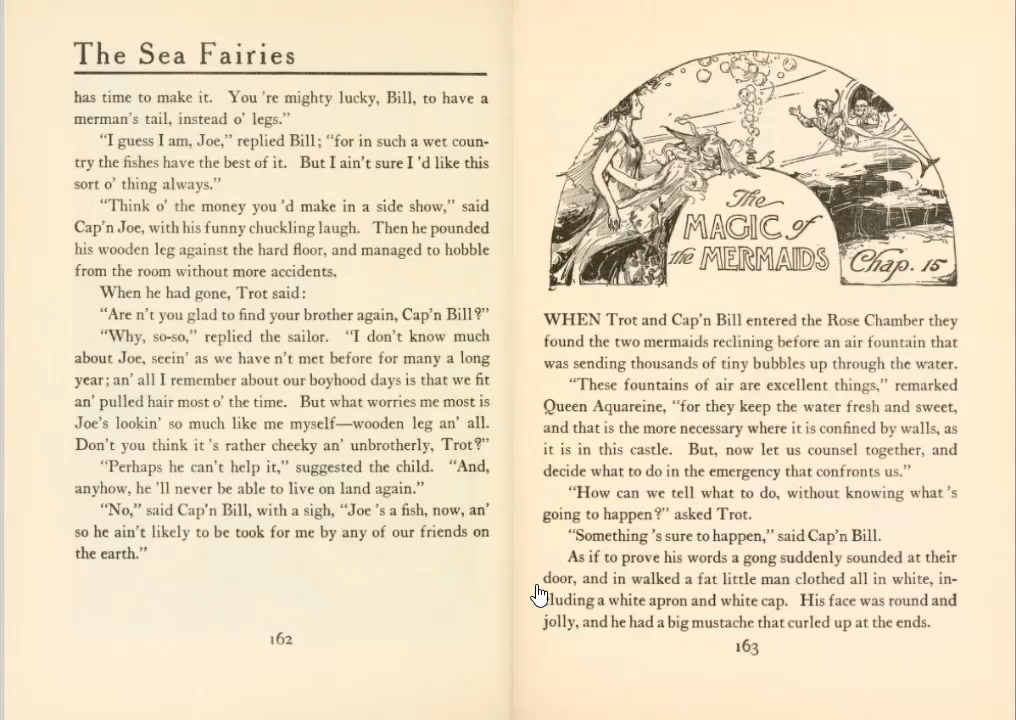 The Sea Fairies
has time to make it. You 're mighty lucky, Bill, to have a
merman's tail, instead o' legs."
"I guess I am, Joe," replied Bill; "for in such a wet coun-
try the fishes have the best of it. But I ain't sure I 'd like this
sort o' thing always."
"Think o' the money you 'd make in a side show," said
Cap'n Joe, with his funny chuckling laugh. Then he pounded
his wooden leg against the hard floor, and managed to hobble
from the room without more accidents.
When he had gone, Trot said:
"Are n't you glad to find your brother again, Cap'n Bill?"
"Why, so-so," replied the sailor. "I don't know much
about Joe, seein' as we have n't met before for many a long
year; an' all I remember about our boyhood days is that we fit
an' pulled hair most o' the time. But what worries me most is
Joe's lookin' so much like me myself—wooden leg an' all.
Don't you think it 's rather cheeky an' unbrotherly, Trot?"
"Perhaps he can't help it," suggested the child. "And,
anyhow, he 'll never be able to live on land again."
"No," said Cap'n Bill, with a sigh, "Joe 's a fish, now, an'
so he ain't likely to be took for me by any of our friends on
the earth."
162
The
MAGIC of
the MERMAIDS
Chap. 15
WHEN Trot and Cap'n Bill entered the Rose Chamber they
found the two mermaids reclining before an air fountain that
was sending thousands of tiny bubbles up through the water.
"These fountains of air are excellent things," remarked
Queen Aquareine, "for they keep the water fresh and sweet,
and that is the more necessary where it is confined by walls, as
it is in this castle. But, now let us counsel together, and
decide what to do in the emergency that confronts us."
"How can we tell what to do, without knowing what 's
going to happen?" asked Trot.
"Something 's sure to happen," said Cap'n Bill.
As if to prove his words a gong suddenly sounded at their
door, and in walked a fat little man clothed all in white, in-
cluding a white apron and white cap. His face was round and
jolly, and he had a big mustache that curled up at the ends.
163